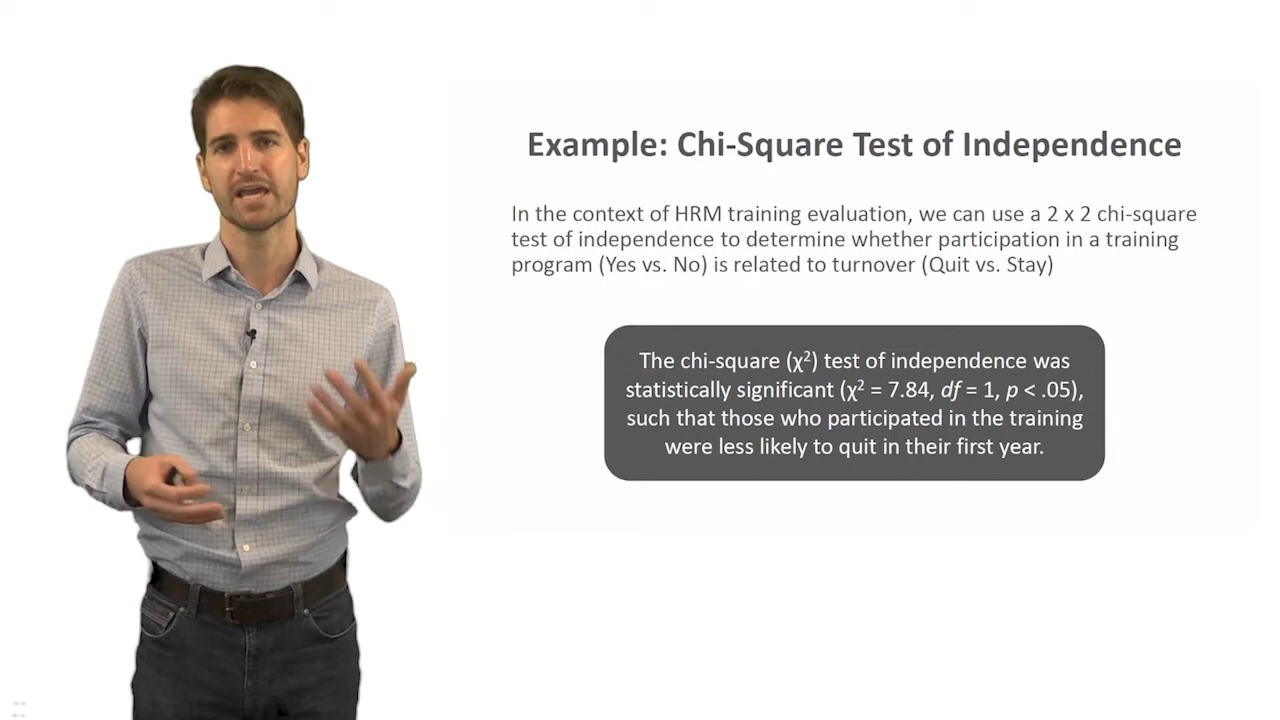 Example: Chi-Square Test of Independence
In the context of HRM training evaluation, we can use a 2 x 2 chi-square
test of independence to determine whether participation in a training
program (Yes vs. No) is related to turnover (Quit vs. Stay)
The chi-square (χ²) test of independence was
statistically significant (χ² = 7.84, df = 1, p < .05),
such that those who participated in the training
were less likely to quit in their first year.